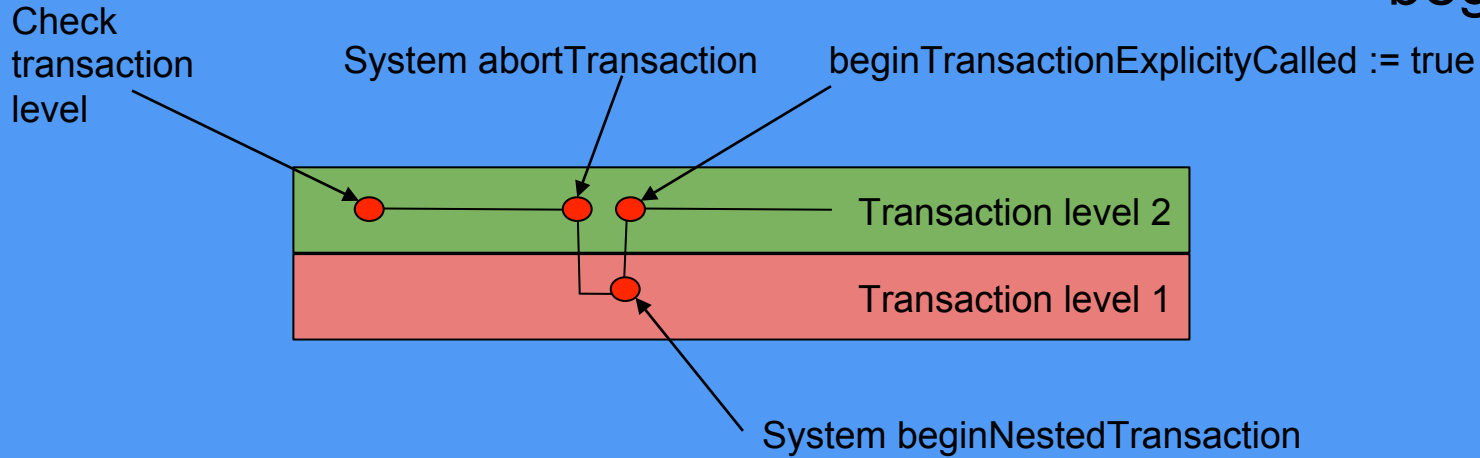 Check
transaction
level
System abortTransaction
beginTransactionExplicityCalled := true
Transaction level 2
Transaction level 1
System beginNestedTransaction